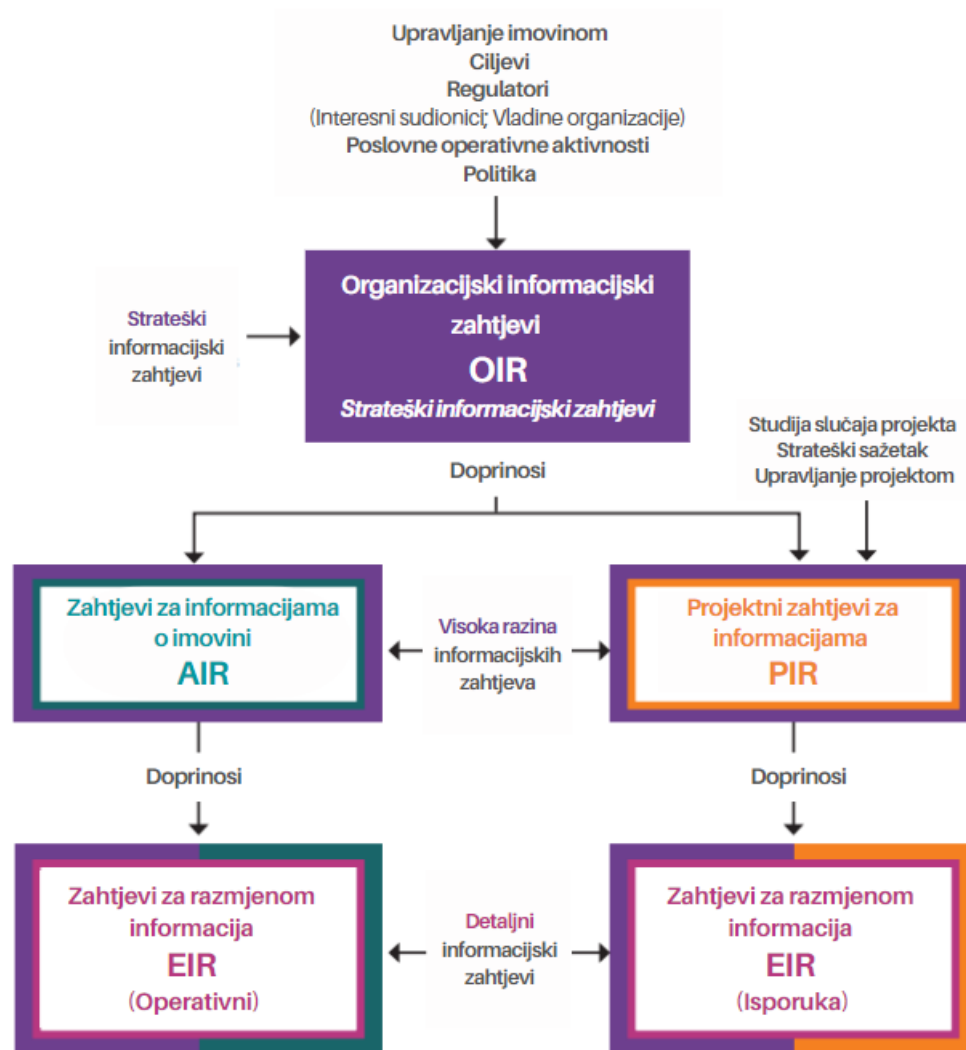 Upravljanje imovinom
Ciljevi
Regulatori
(Interesni sudionici; Vladine organizacije)
Poslovne operativne aktivnosti
Politika
Strateški
informacijski
zahtjevi
Organizacijski informacijski
zahtjevi
OIR
Strateški informacijski zahtjevi
Studija slučaja projekta
Strateški sažetak
Upravljanje projektom
Doprinosi
Zahtjevi za informacijama
o imovini
AIR
Visoka razina
informacijskih
zahtjeva
Projektni zahtjevi za
informacijama
PIR
Doprinosi
Doprinosi
Zahtjevi za razmjenom
informacija
EIR
(Operativni)
Detaljni
informacijski
zahtjevi
Zahtjevi za razmjenom
informacija
EIR
(Isporuka)